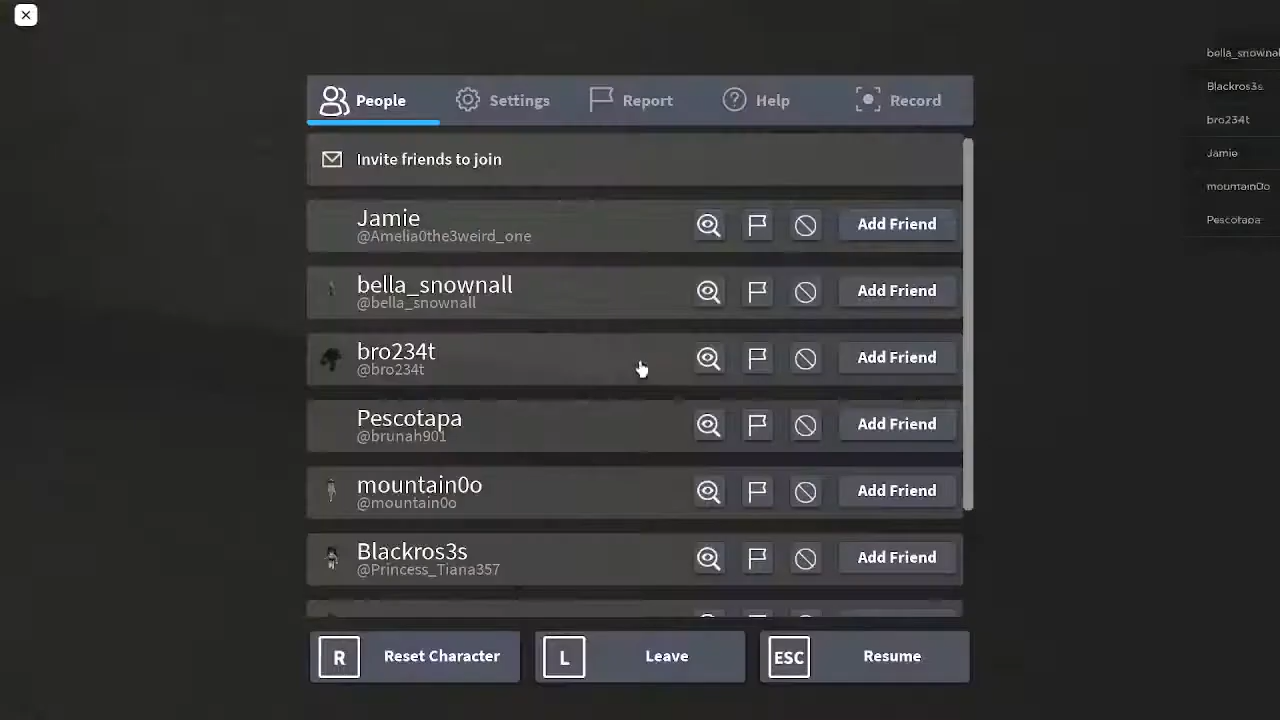 People
Settings
Report
Help
Record
Invite friends to join
Jamie
@Amelia0the3weird_one
Add Friend
bella_snownall
@bella_snownall
Add Friend
bro234t
@bro234t
Add Friend
Pescotapa
@brunah901
Add Friend
mountain0o
@mountain0o
Add Friend
Blackros3s
@Princess_Tiana357
Add Friend
R
Reset Character
L
Leave
ESC
Resume
bella_snownal
Blackros3s
bro234t
Jamie
mountain0o
Pescotapa